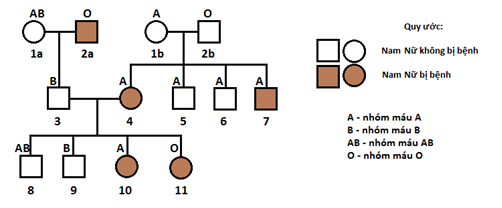 AB O A O
1a 2a 1b 2b
Quy ước:
Nam Nữ không bị bệnh
Nam Nữ bị bệnh
B A A A A
3 4 5 6 7
A - nhóm máu A
B - nhóm máu B
AB - nhóm máu AB
O - nhóm máu O
AB B A O
8 9 10 11